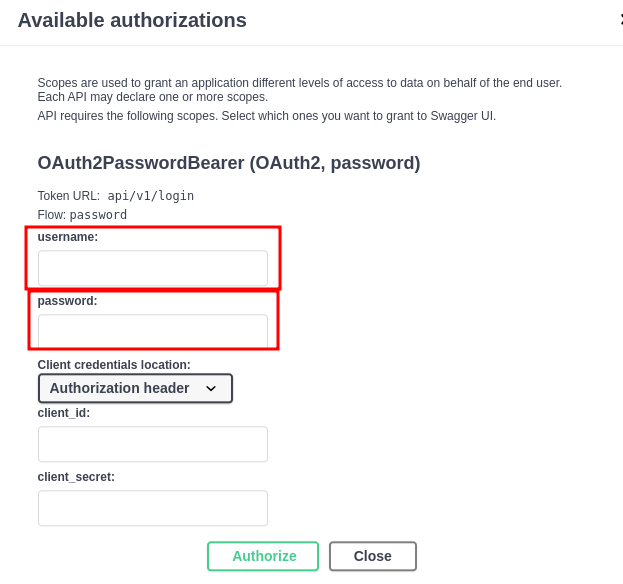 Available authorizations
Scopes are used to grant an application different levels of access to data on behalf of the end user.
Each API may declare one or more scopes.
API requires the following scopes. Select which ones you want to grant to Swagger UI.
OAuth2PasswordBearer (OAuth2, password)
Token URL: api/v1/login
Flow: password
username:
password:
Client credentials location:
Authorization header
client_id:
client_secret:
Authorize Close